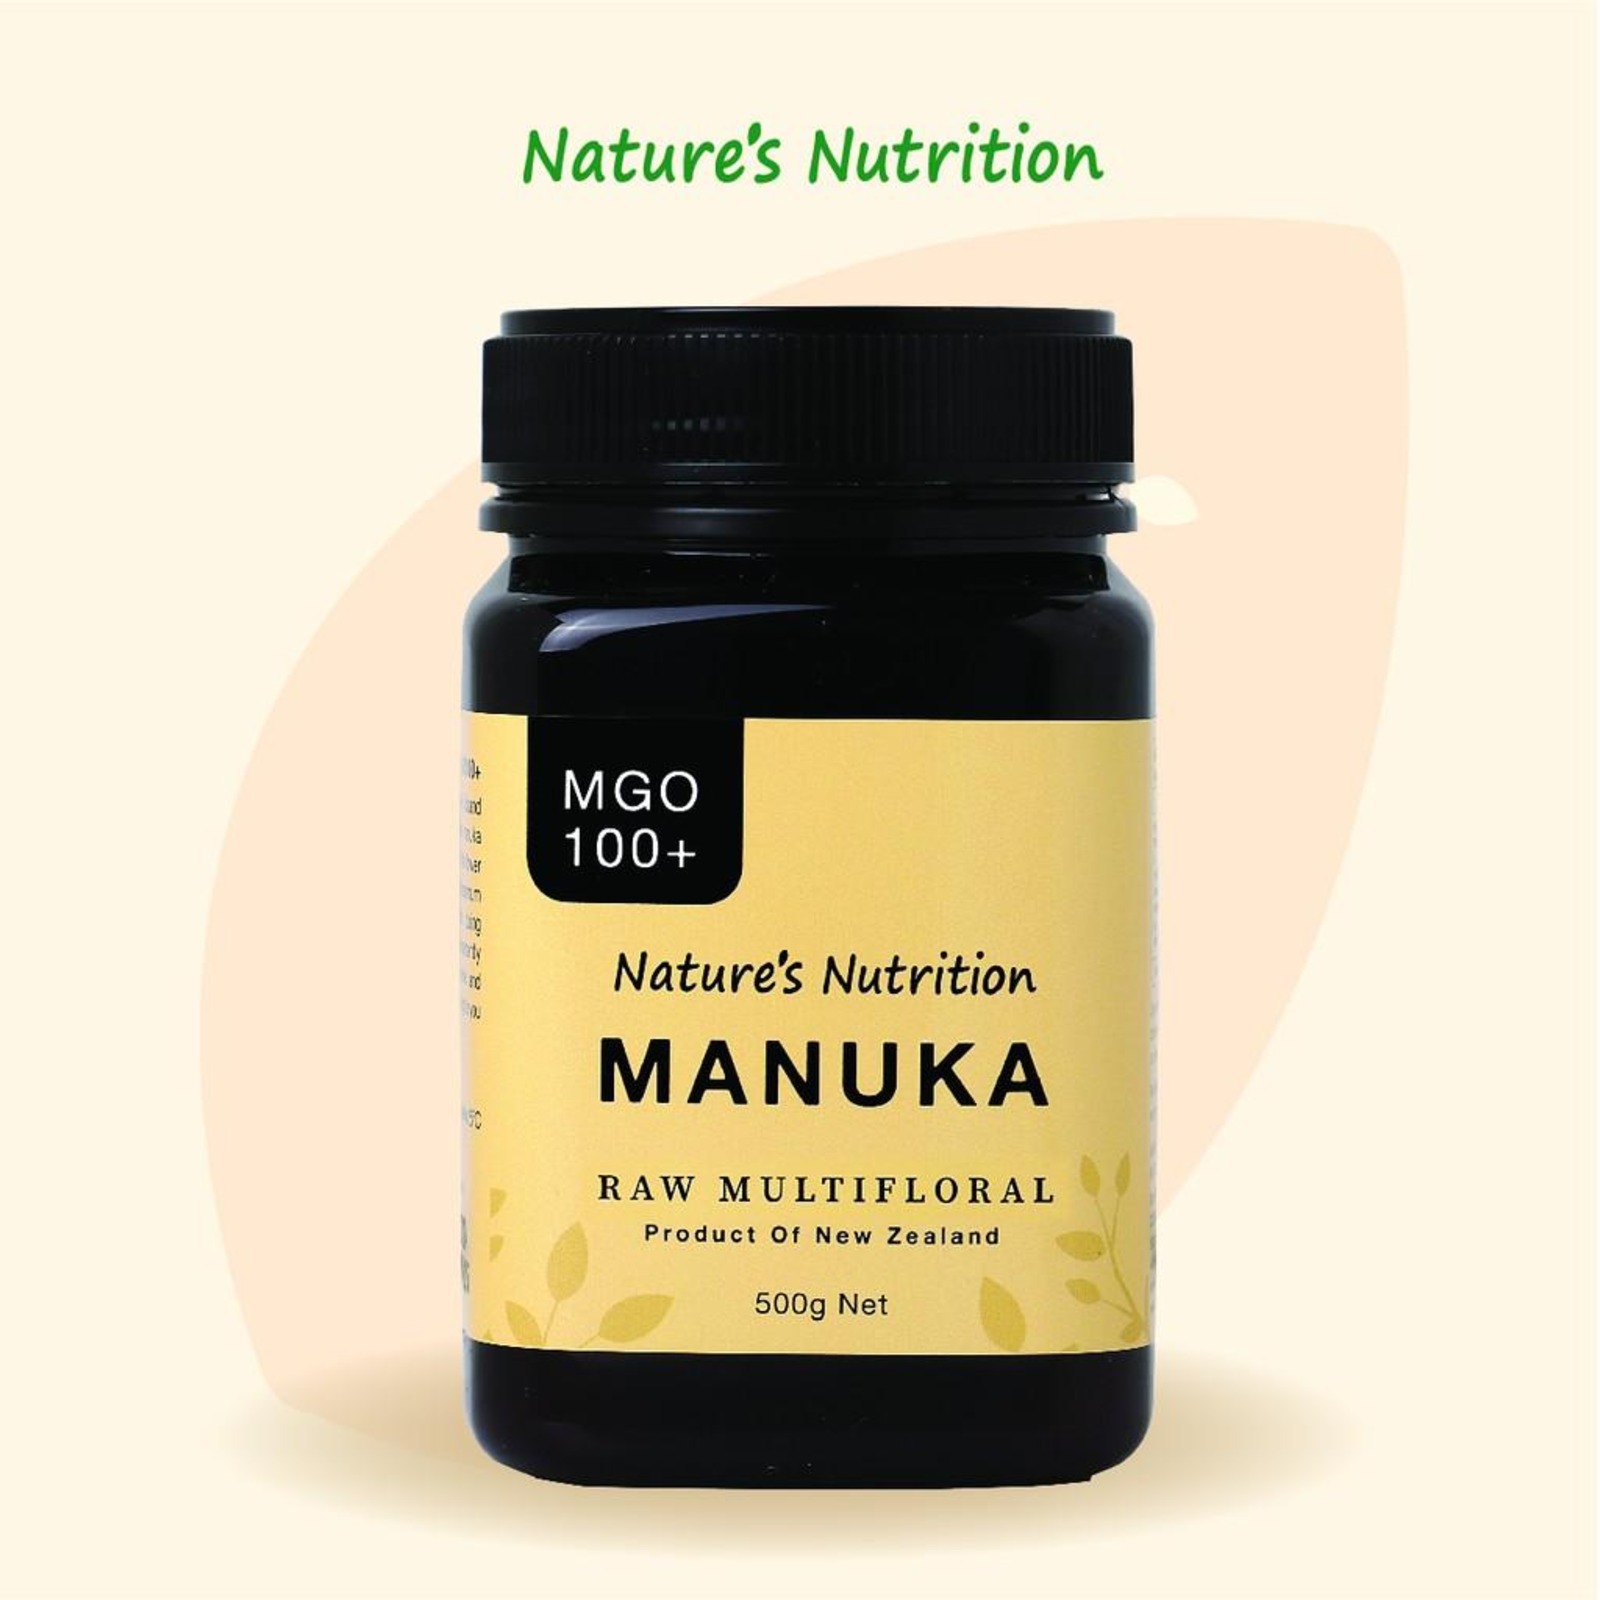 Nature's Nutrition
MGO
100+
Nature's Nutrition
MANUKA
RAW MULTIFLORAL
Product Of New Zealand
500g Net